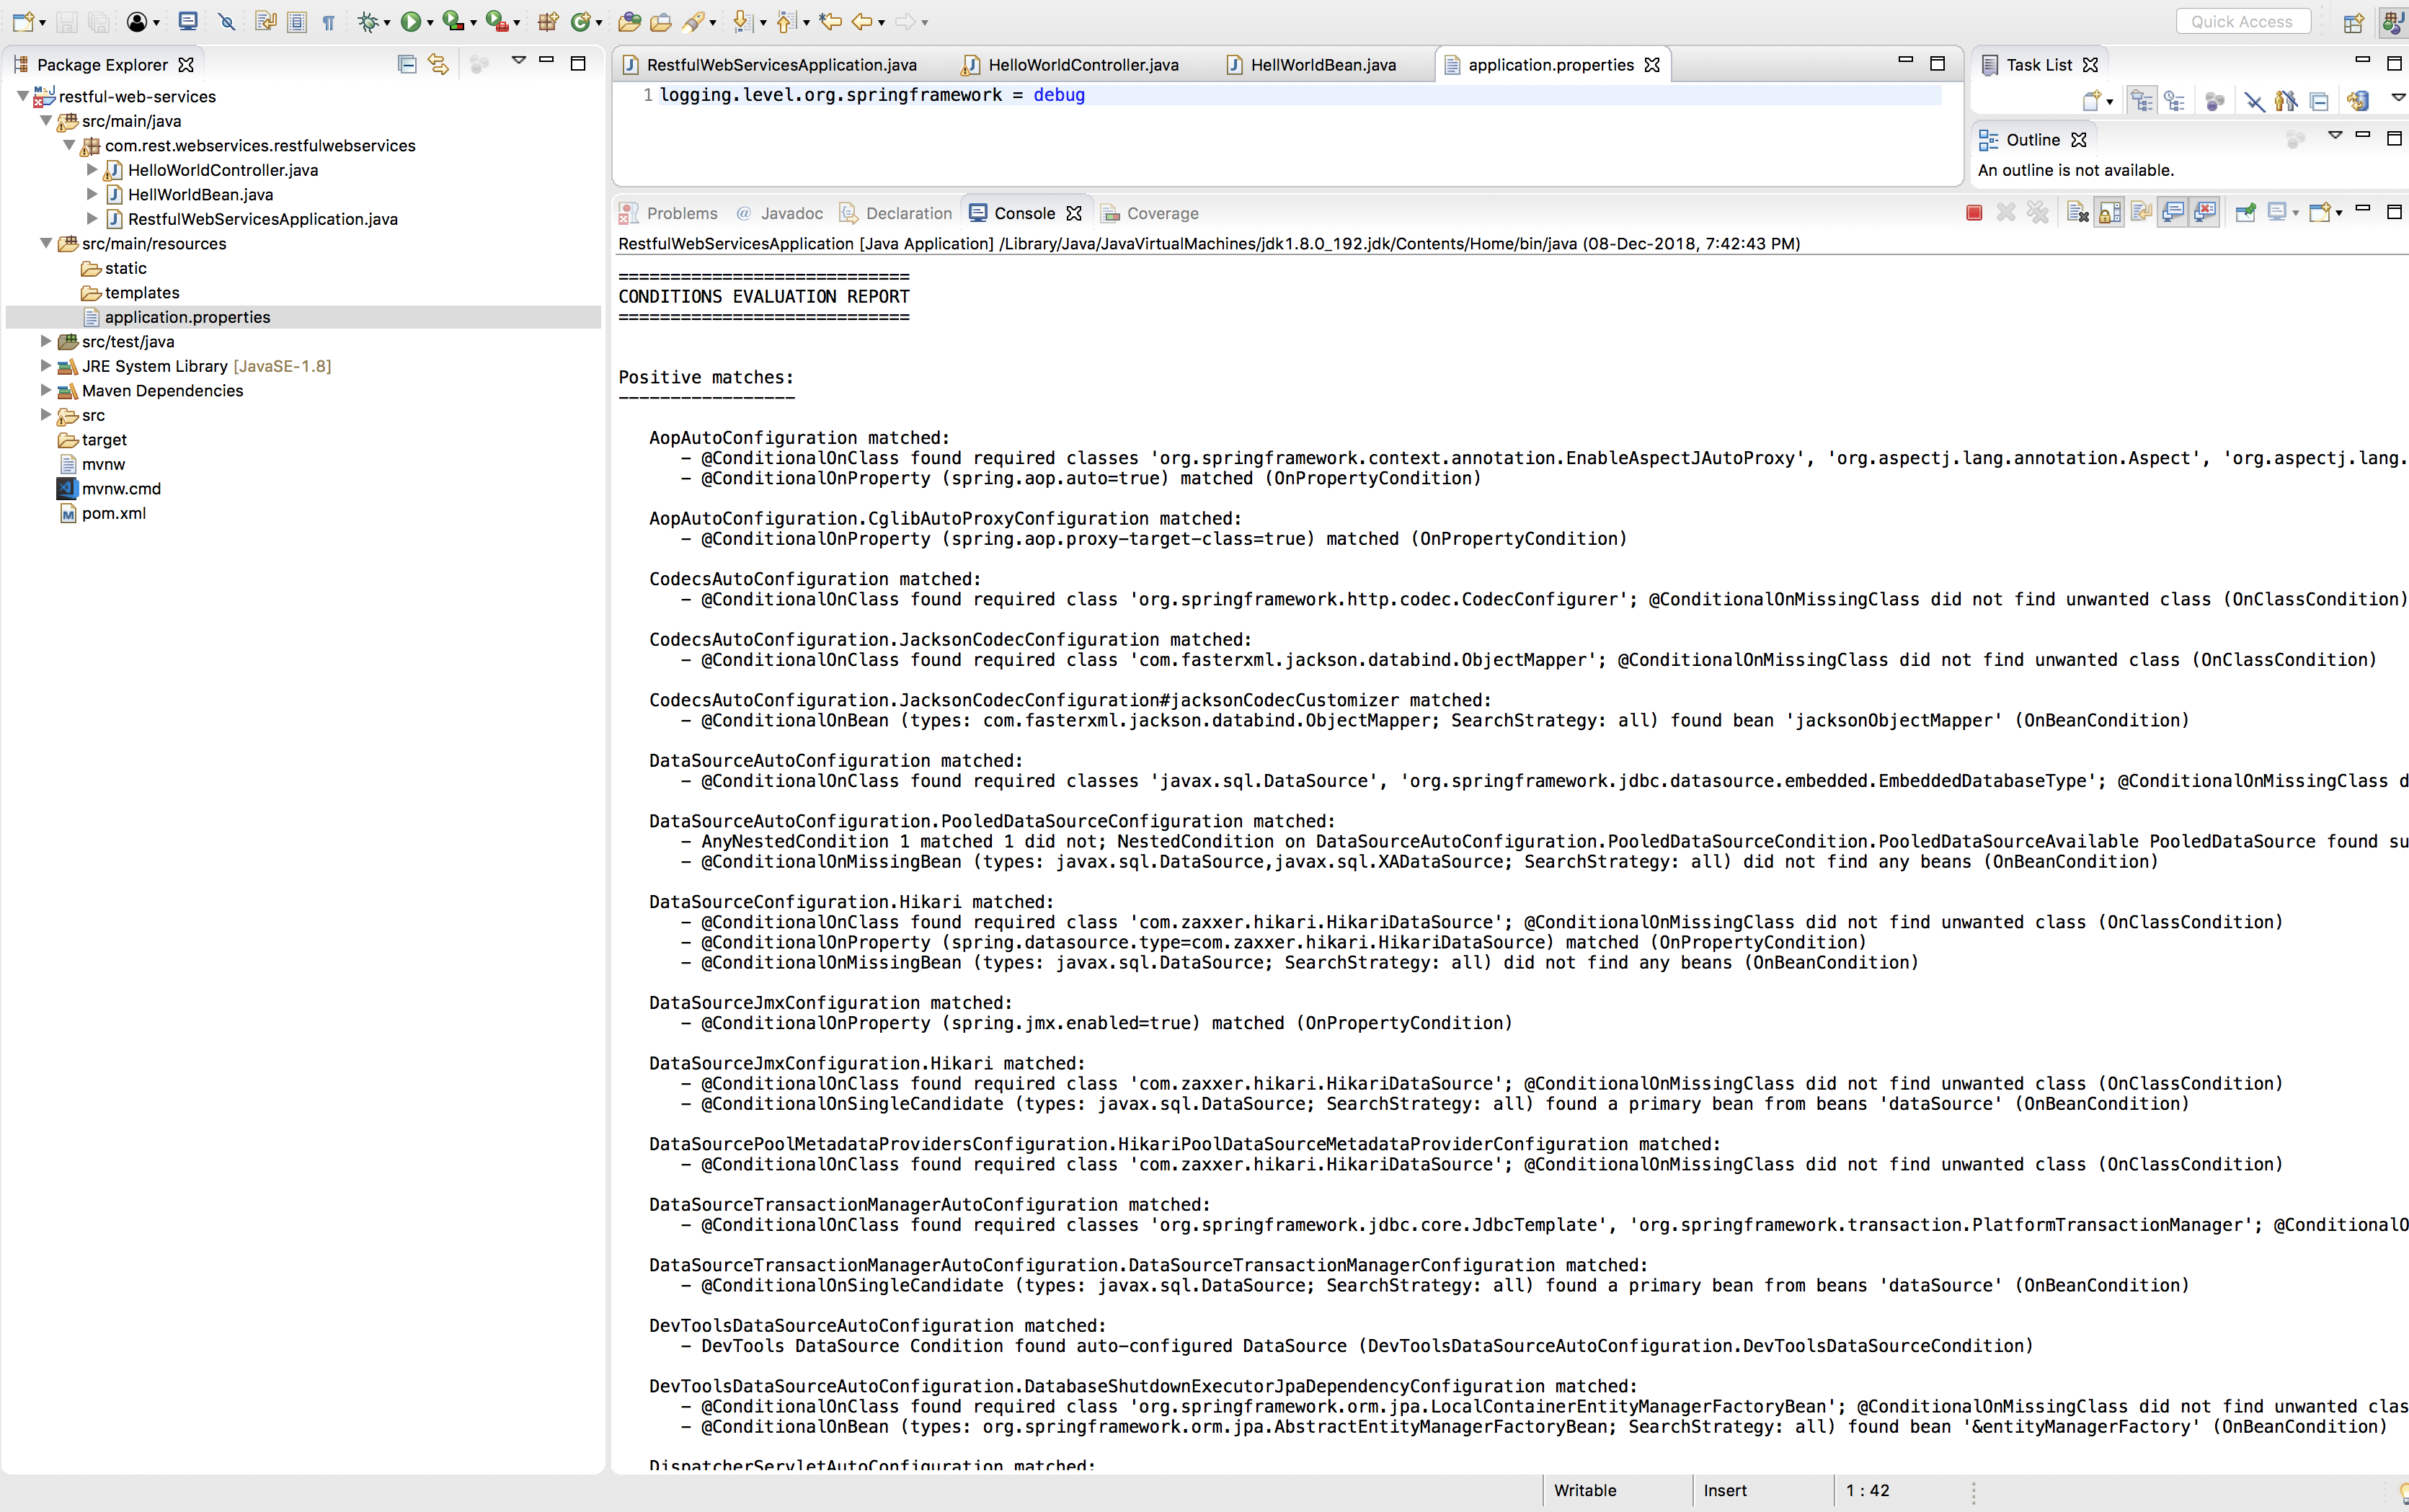 Quick Access
Package Explorer
restful-web-services
src/main/java
com.rest.webservices.restfulwebservices
HelloWorldController.java
HellWorldBean.java
RestfulWebServicesApplication.java
src/main/resources
static
templates
application.properties
src/test/java
JRE System Library [JavaSE-1.8]
Maven Dependencies
src
target
mvnw
mvnw.cmd
pom.xml
RestfulWebServicesApplication.java HelloWorldController.java HellWorldBean.java application.properties
1 logging.level.org.springframework = debug
Task List
Outline
An outline is not available.
Problems @ Javadoc Declaration Console Coverage
RestfulWebServicesApplication [Java Application] /Library/Java/JavaVirtualMachines/jdk1.8.0_192.jdk/Contents/Home/bin/java (08-Dec-2018, 7:42:43 PM)
============================
CONDITIONS EVALUATION REPORT
============================
Positive matches:
-----------------
AopAutoConfiguration matched:
- @ConditionalOnClass found required classes 'org.springframework.context.annotation.EnableAspectJAutoProxy', 'org.aspectj.lang.annotation.Aspect', 'org.aspectj.lang.
- @ConditionalOnProperty (spring.aop.auto=true) matched (OnPropertyCondition)
AopAutoConfiguration.CglibAutoProxyConfiguration matched:
- @ConditionalOnProperty (spring.aop.proxy-target-class=true) matched (OnPropertyCondition)
CodecsAutoConfiguration matched:
- @ConditionalOnClass found required class 'org.springframework.http.codec.CodecConfigurer'; @ConditionalOnMissingClass did not find unwanted class (OnClassCondition)
CodecsAutoConfiguration.JacksonCodecConfiguration matched:
- @ConditionalOnClass found required class 'com.fasterxml.jackson.databind.ObjectMapper'; @ConditionalOnMissingClass did not find unwanted class (OnClassCondition)
CodecsAutoConfiguration.JacksonCodecConfiguration#jacksonCodecCustomizer matched:
- @ConditionalOnBean (types: com.fasterxml.jackson.databind.ObjectMapper; SearchStrategy: all) found bean 'jacksonObjectMapper' (OnBeanCondition)
DataSourceAutoConfiguration matched:
- @ConditionalOnClass found required classes 'javax.sql.DataSource', 'org.springframework.jdbc.datasource.embedded.EmbeddedDatabaseType'; @ConditionalOnMissingClass d
DataSourceAutoConfiguration.PooledDataSourceConfiguration matched:
- AnyNestedCondition 1 matched 1 did not; NestedCondition on DataSourceAutoConfiguration.PooledDataSourceCondition.PooledDataSourceAvailable PooledDataSource found su
- @ConditionalOnMissingBean (types: javax.sql.DataSource,javax.sql.XADataSource; SearchStrategy: all) did not find any beans (OnBeanCondition)
DataSourceConfiguration.Hikari matched:
- @ConditionalOnClass found required class 'com.zaxxer.hikari.HikariDataSource'; @ConditionalOnMissingClass did not find unwanted class (OnClassCondition)
- @ConditionalOnProperty (spring.datasource.type=com.zaxxer.hikari.HikariDataSource) matched (OnPropertyCondition)
- @ConditionalOnMissingBean (types: javax.sql.DataSource; SearchStrategy: all) did not find any beans (OnBeanCondition)
DataSourceJmxConfiguration matched:
- @ConditionalOnProperty (spring.jmx.enabled=true) matched (OnPropertyCondition)
DataSourceJmxConfiguration.Hikari matched:
- @ConditionalOnClass found required class 'com.zaxxer.hikari.HikariDataSource'; @ConditionalOnMissingClass did not find unwanted class (OnClassCondition)
- @ConditionalOnSingleCandidate (types: javax.sql.DataSource; SearchStrategy: all) found a primary bean from beans 'dataSource' (OnBeanCondition)
DataSourcePoolMetadataProvidersConfiguration.HikariPoolDataSourceMetadataProviderConfiguration matched:
- @ConditionalOnClass found required class 'com.zaxxer.hikari.HikariDataSource'; @ConditionalOnMissingClass did not find unwanted class (OnClassCondition)
DataSourceTransactionManagerAutoConfiguration matched:
- @ConditionalOnClass found required classes 'org.springframework.jdbc.core.JdbcTemplate', 'org.springframework.transaction.PlatformTransactionManager'; @ConditionalO
DataSourceTransactionManagerAutoConfiguration.DataSourceTransactionManagerConfiguration matched:
- @ConditionalOnSingleCandidate (types: javax.sql.DataSource; SearchStrategy: all) found a primary bean from beans 'dataSource' (OnBeanCondition)
DevToolsDataSourceAutoConfiguration matched:
- DevTools DataSource Condition found auto-configured DataSource (DevToolsDataSourceAutoConfiguration.DevToolsDataSourceCondition)
DevToolsDataSourceAutoConfiguration.DatabaseShutdownExecutorJpaDependencyConfiguration matched:
- @ConditionalOnClass found required class 'org.springframework.orm.jpa.LocalContainerEntityManagerFactoryBean'; @ConditionalOnMissingClass did not find unwanted clas
- @ConditionalOnBean (types: org.springframework.orm.jpa.AbstractEntityManagerFactoryBean; SearchStrategy: all) found bean '&entityManagerFactory' (OnBeanCondition)
DispatcherServletAutoConfiguration matched:
Writable Insert 1 : 42